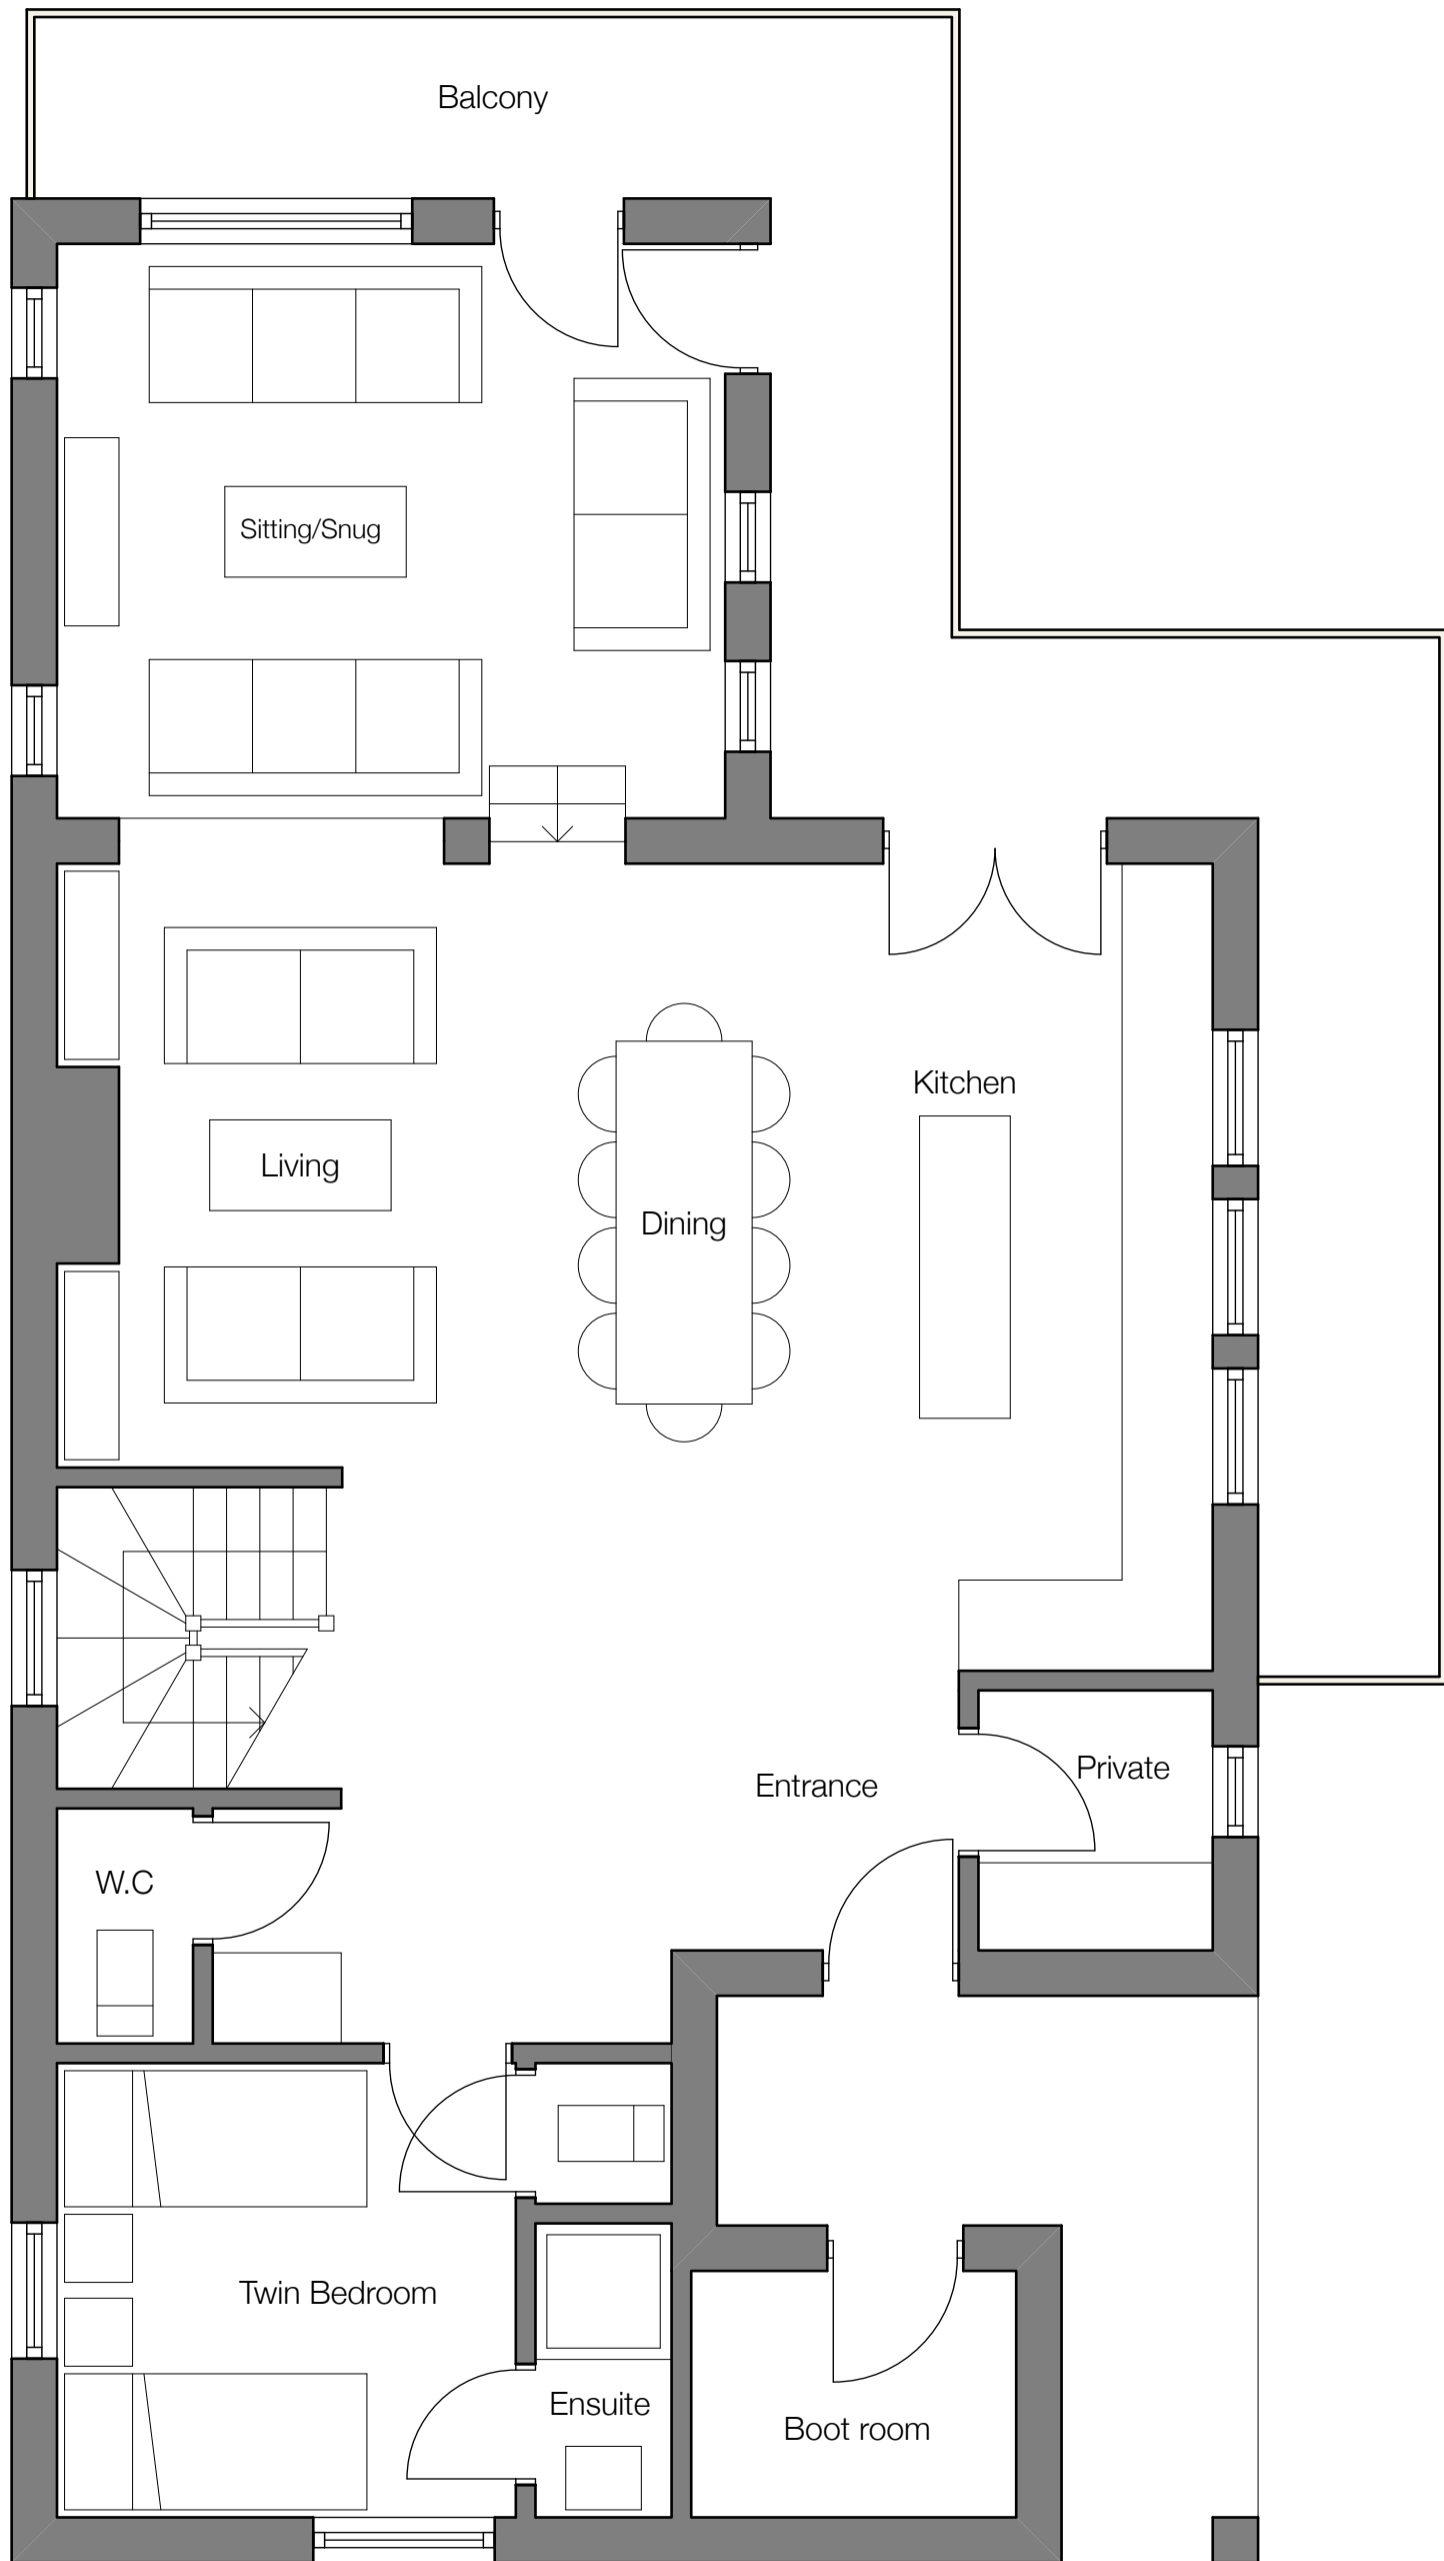 Balcony
Sitting/Snug
Kitchen
Living
Dining
Private
Entrance
W.C
Twin Bedroom
Ensuite
Boot room